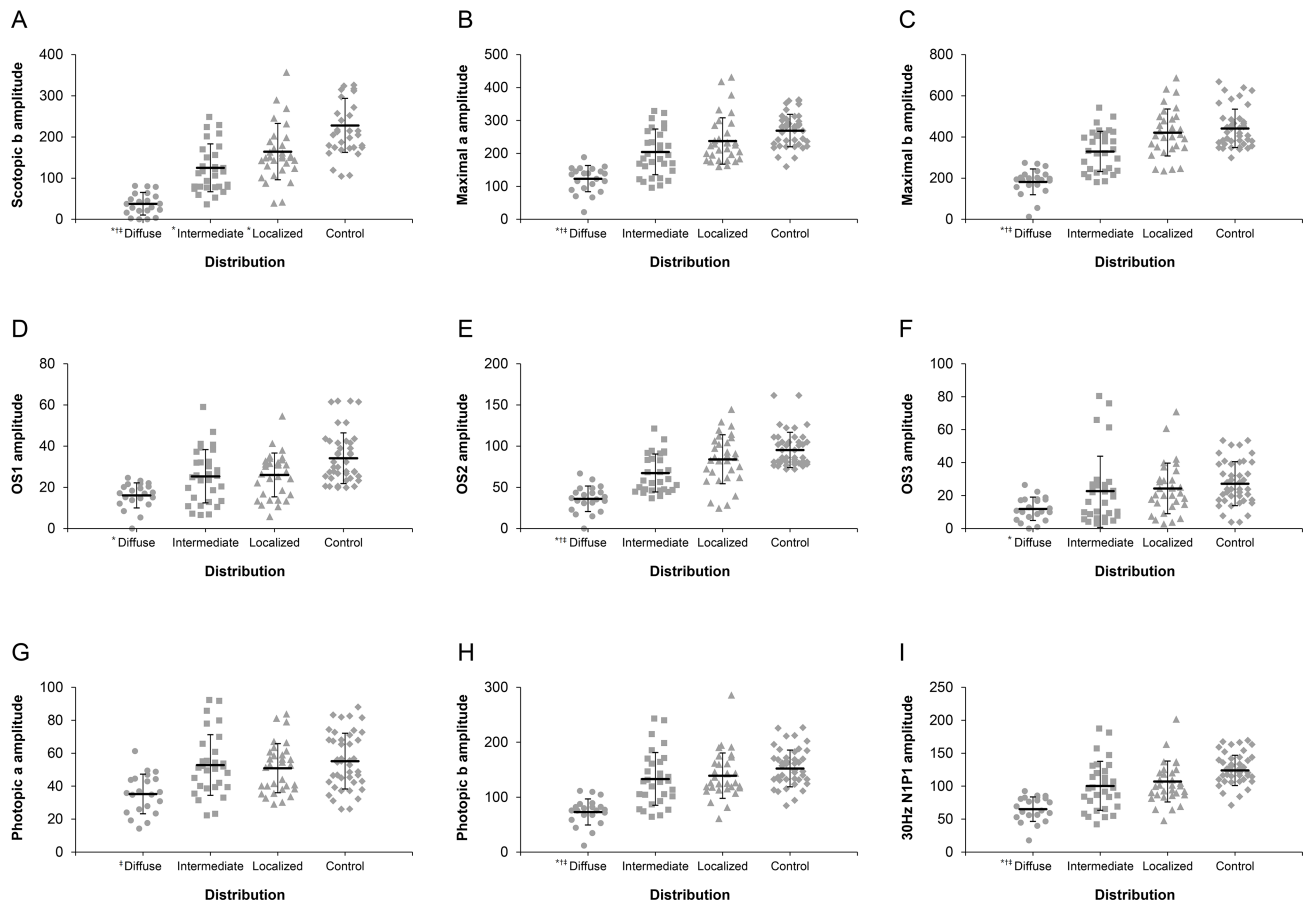 A
Scotopic b amplitude
400
300
200
100
0
*†‡ Diffuse * Intermediate * Localized Control
Distribution
B
Maximal a amplitude
500
400
300
200
100
0
*†‡ Diffuse Intermediate Localized Control
Distribution
C
Maximal b amplitude
800
600
400
200
0
*†‡ Diffuse Intermediate Localized Control
Distribution
D
OS1 amplitude
80
60
40
20
0
* Diffuse Intermediate Localized Control
Distribution
E
OS2 amplitude
200
150
100
50
0
*†‡ Diffuse Intermediate Localized Control
Distribution
F
OS3 amplitude
100
80
60
40
20
0
* Diffuse Intermediate Localized Control
Distribution
G
Photopic a amplitude
100
80
60
40
20
0
‡ Diffuse Intermediate Localized Control
Distribution
H
Photopic b amplitude
300
200
100
0
*†‡ Diffuse Intermediate Localized Control
Distribution
I
30Hz N1P1 amplitude
250
200
150
100
50
0
*†‡ Diffuse Intermediate Localized Control
Distribution